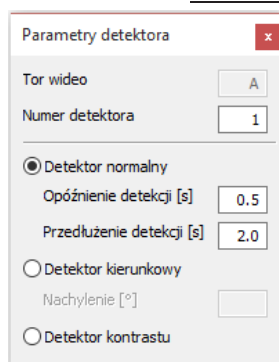 Parametry detektora x
Tor wideo A
Numer detektora 1
Detektor normalny
Opóźnienie detekcji [s] 0.5
Przedłużenie detekcji [s] 2.0
Detektor kierunkowy
Nachylenie [°]
Detektor kontrastu